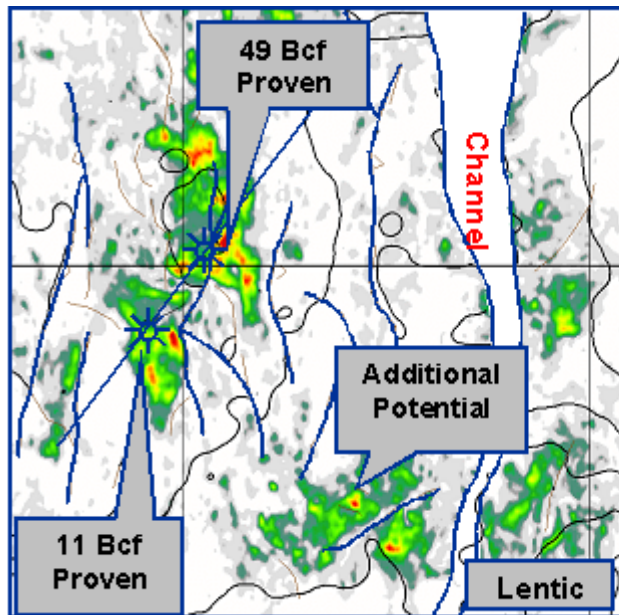 49 Bcf
Proven
Channel
Additional
Potential
11 Bcf
Proven
Lentic